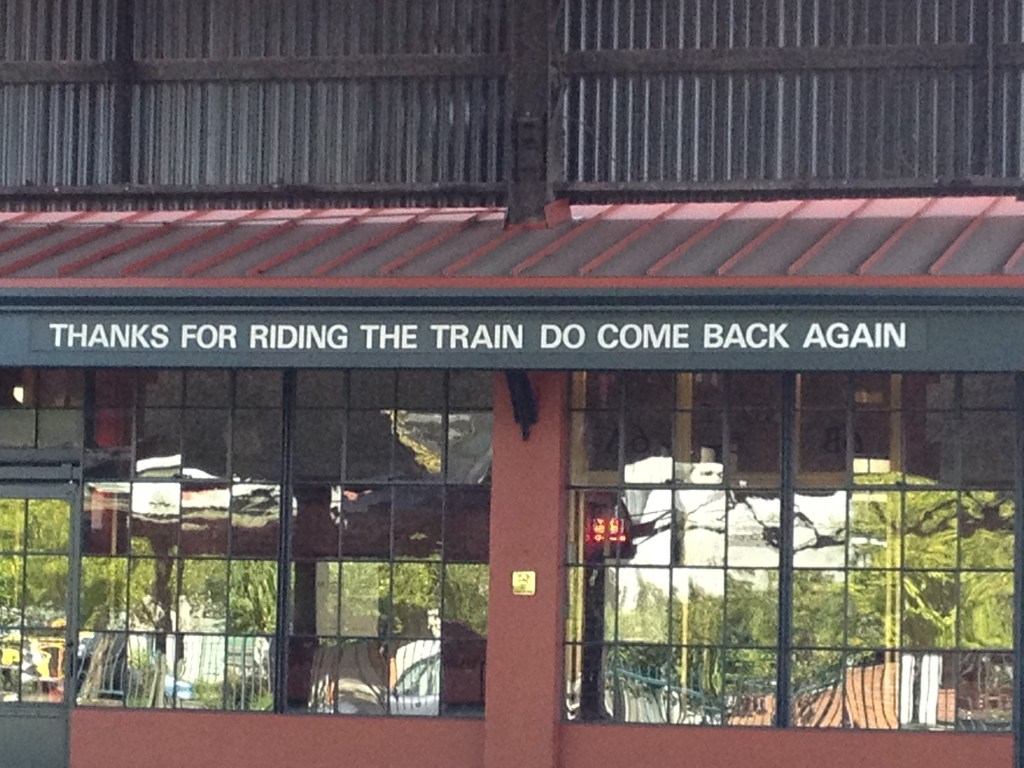 THANKS FOR RIDING THE TRAIN DO COME BACK AGAIN